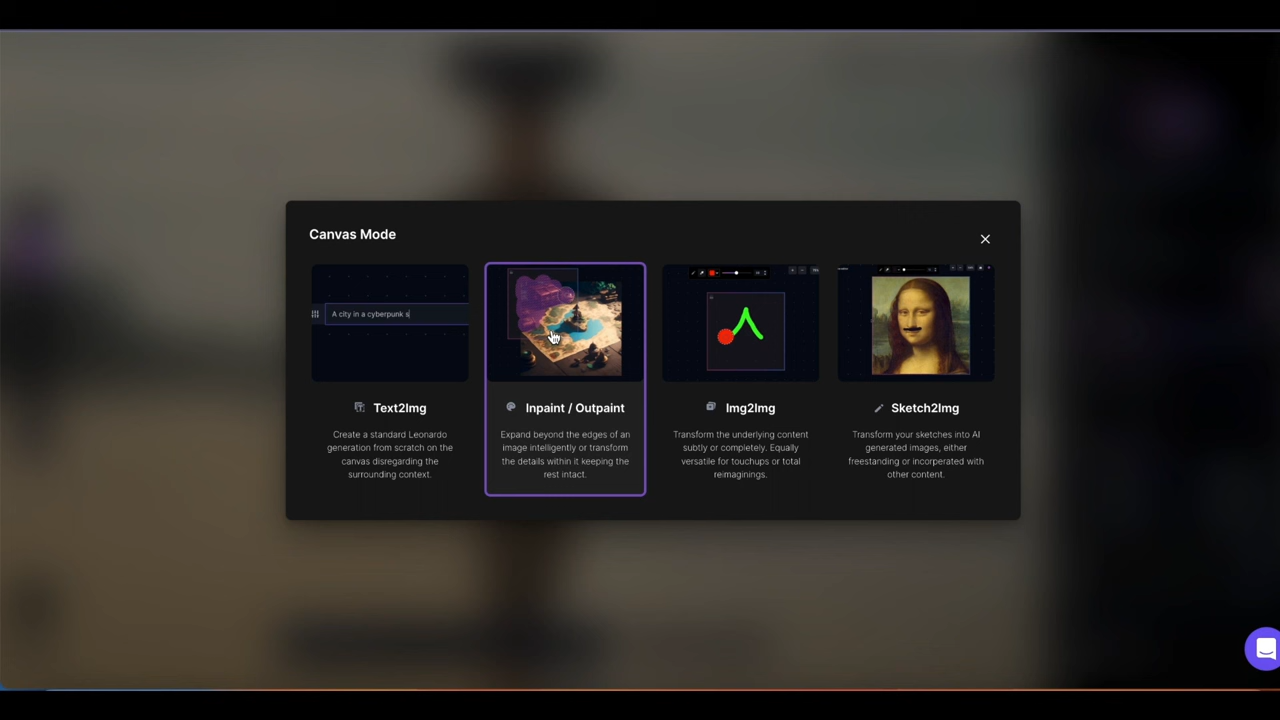 Canvas Mode
A city in a cyberpunk s
Text2Img
Create a standard Leonardo
generation from scratch on the
canvas disregarding the
surrounding context.
Inpaint / Outpaint
Expand beyond the edges of an
image intelligently or transform
the details within it keeping the
rest intact.
Img2Img
Transform the underlying content
subtly or completely. Equally
versatile for touchups or total
reimaginings.
Sketch2Img
Transform your sketches into AI
generated images, either
freestanding or incorporated with
other content.